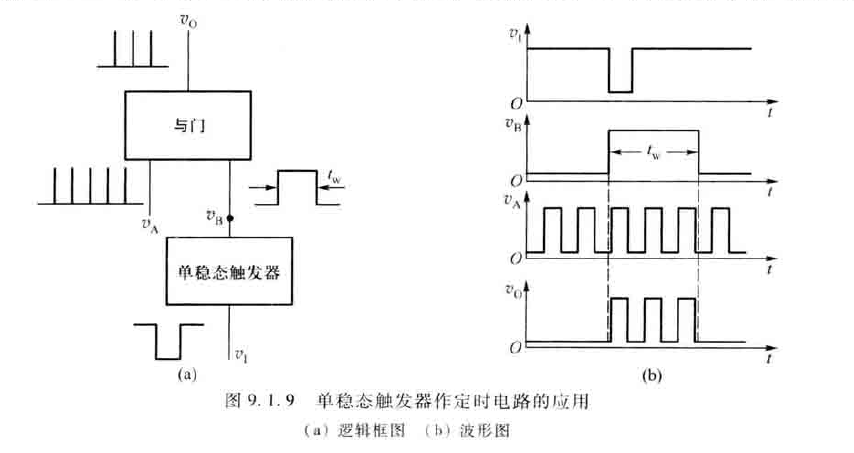 v_O
与门
t_w
v_A
v_B
单稳态触发器
v_I
(a)
v_I
O
t
v_B
t_w
O
t
v_A
O
t
v_O
O
t
(b)
图 9.1.9 单稳态触发器作定时电路的应用
(a) 逻辑框图 (b) 波形图